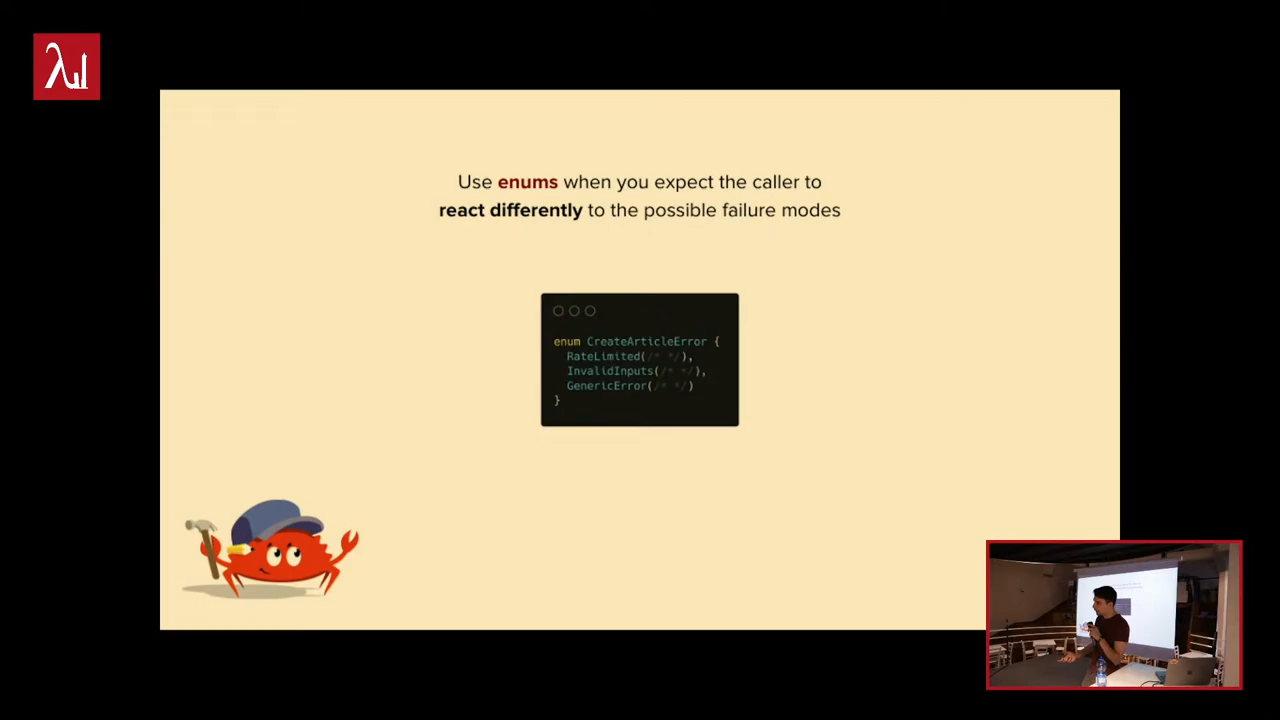 λ
Use enums when you expect the caller to
react differently to the possible failure modes
enum CreateArticleError {
RateLimited(/* */),
InvalidInputs(/* */),
GenericError(/* */)
}